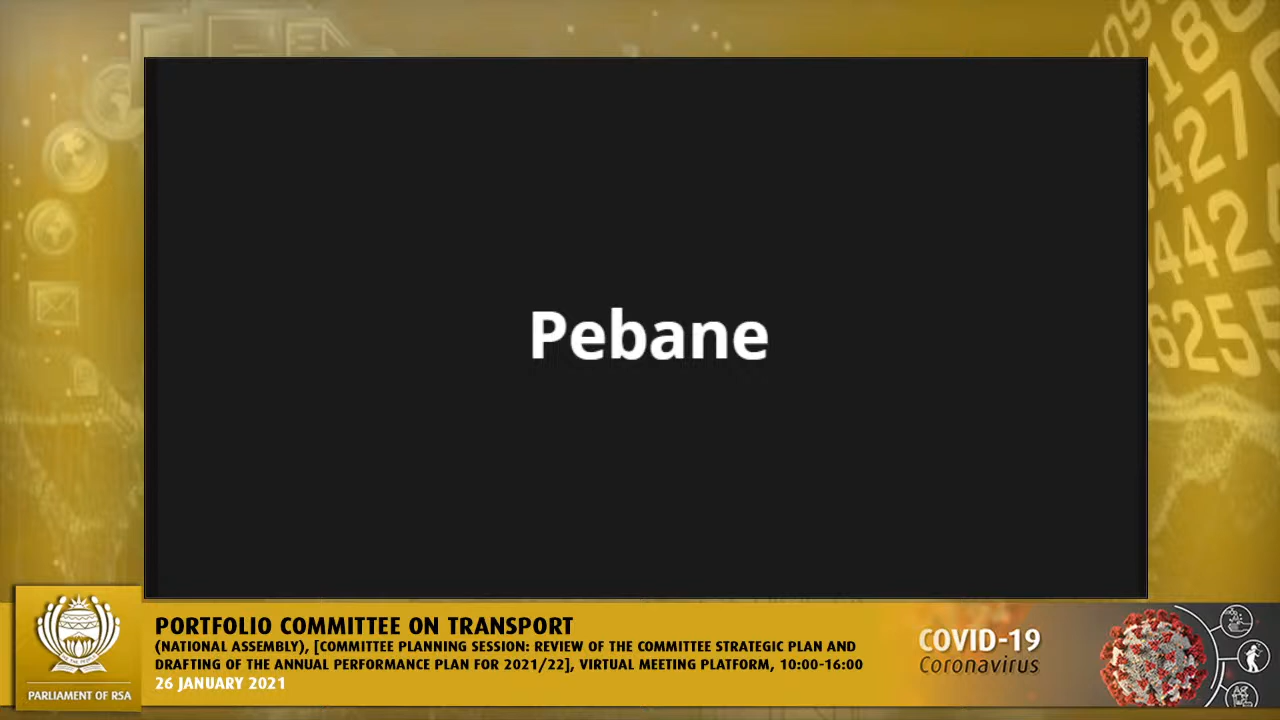 Pebane
PORTFOLIO COMMITTEE ON TRANSPORT
(NATIONAL ASSEMBLY), [COMMITTEE PLANNING SESSION: REVIEW OF THE COMMITTEE STRATEGIC PLAN AND
DRAFTING OF THE ANNUAL PERFORMANCE PLAN FOR 2021/22], VIRTUAL MEETING PLATFORM, 10:00-16:00
26 JANUARY 2021
PARLIAMENT OF RSA
COVID-19
Coronavirus